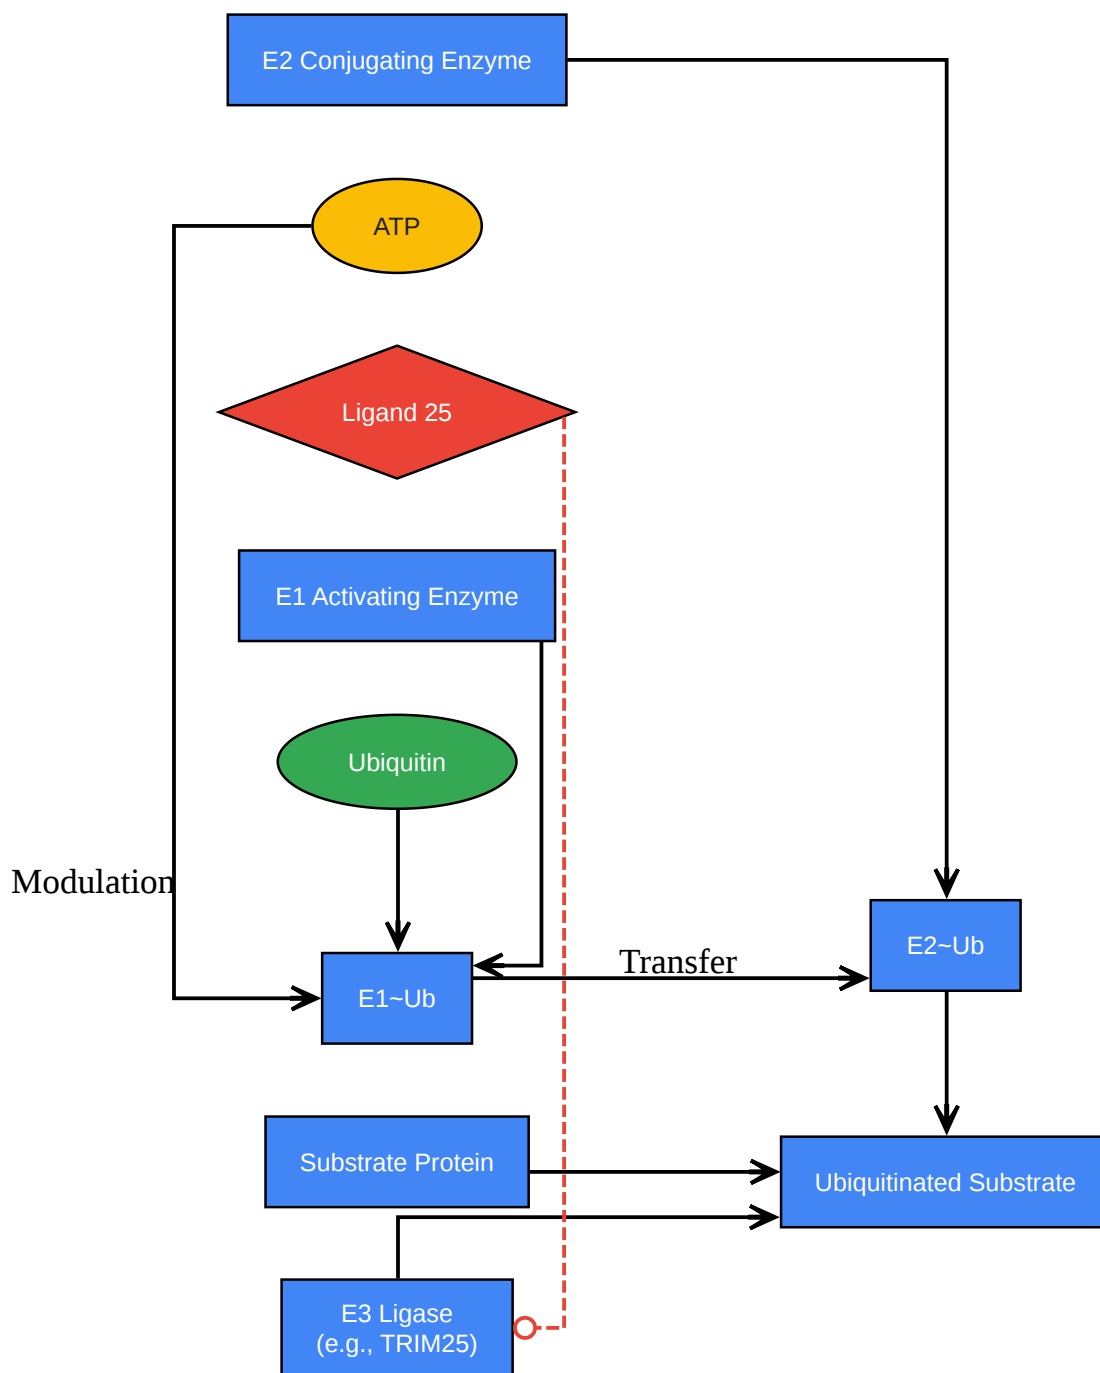 E2 Conjugating Enzyme
ATP
Ligand 25
E1 Activating Enzyme
Ubiquitin
Modulation
Transfer
E2~Ub
E1~Ub
Substrate Protein
Ubiquitinated Substrate
E3 Ligase
(e.g., TRIM25)